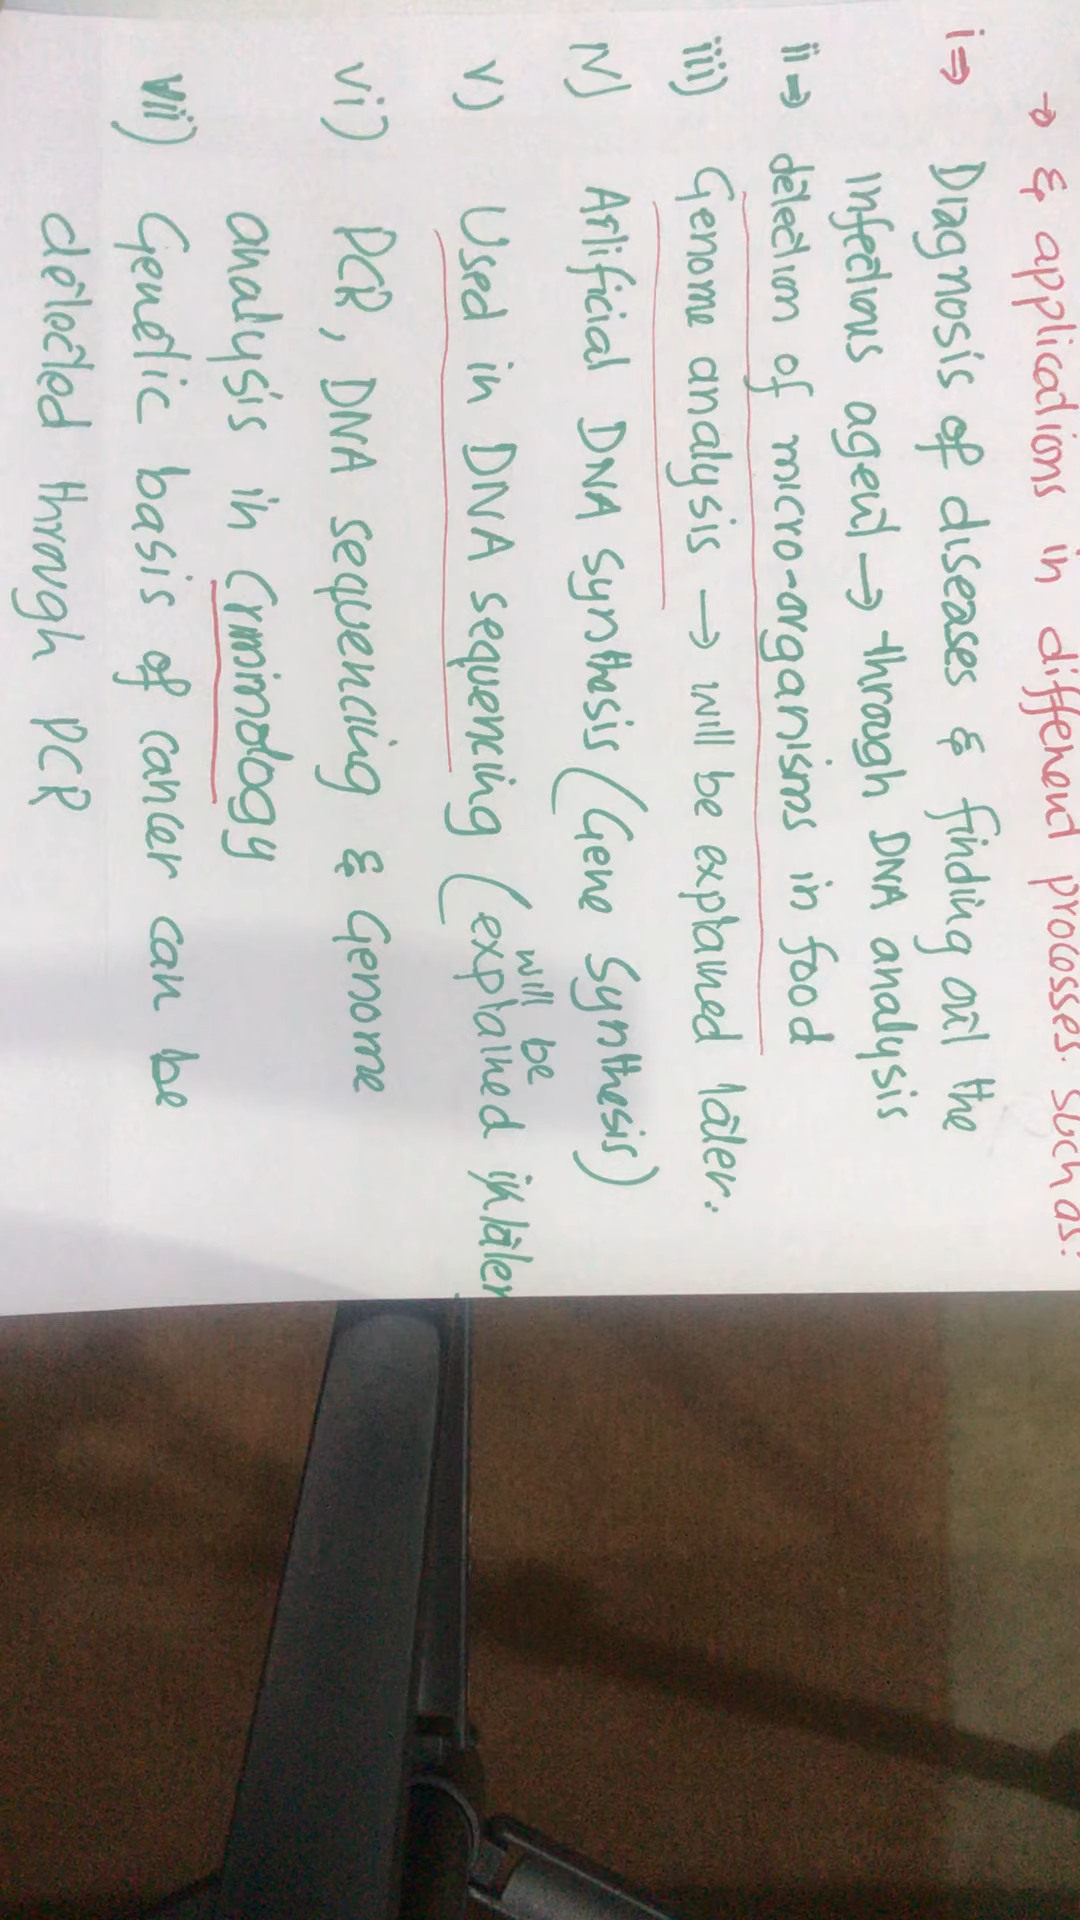 → & applications in different processes. such as:
i⇒ Diagnosis of diseases & finding out the
infectious agent → through DNA analysis
ii⇒ detection of micro-organisms in food
iii) Genome analysis → will be explained later.
iv) Artificial DNA synthesis (Gene Synthesis)
will be
v) Used in DNA sequencing (explained in later
vi) PCR, DNA sequencing & Genome
analysis in Criminology
vii) Genetic basis of cancer can be
detected through PCR